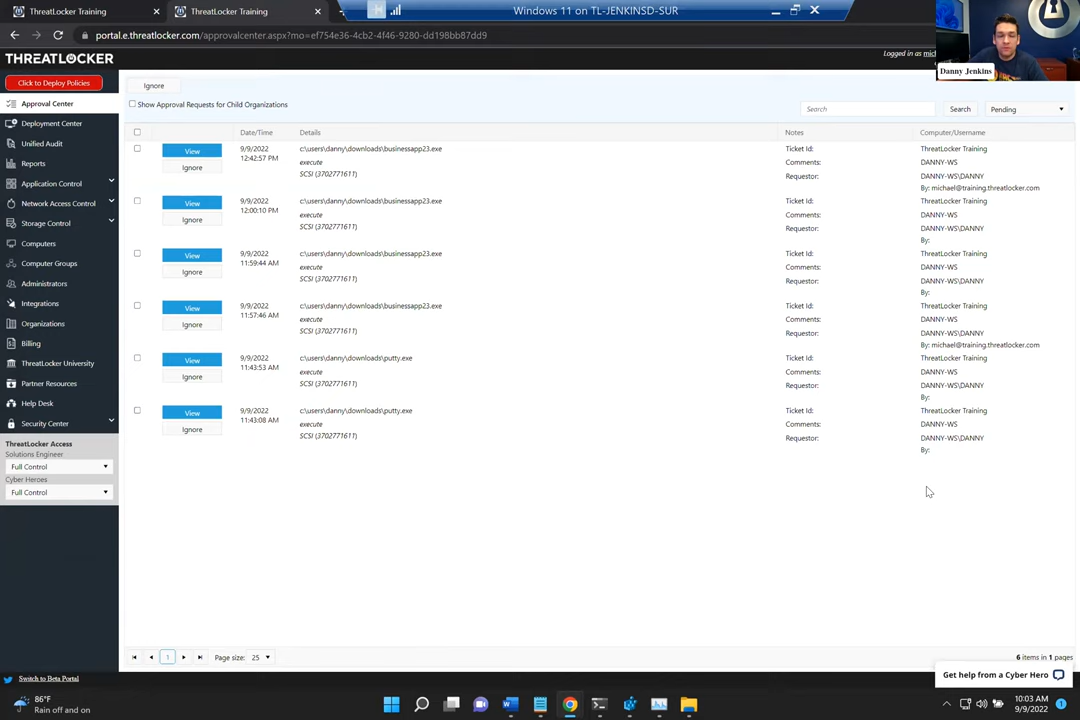 ThreatLocker Training
ThreatLocker Training
Windows 11 on TL-JENKINSD-SUR
portal.e.threatlocker.com/approvalcenter.aspx?mo=ef754e36-4cb2-4f46-9280-dd198bb87dd9
THREATLOCKER
Logged in as
Danny Jenkins
Click to Deploy Policies
Ignore
Approval Center
Show Approval Requests for Child Organizations
Search
Search
Pending
Deployment Center
Unified Audit
Reports
Application Control
Network Access Control
Storage Control
Computers
Computer Groups
Administrators
Integrations
Organizations
Billing
ThreatLocker University
Partner Resources
Help Desk
Security Center
ThreatLocker Access
Solutions Engineer
Full Control
Cyber Heroes
Full Control
Date/Time Details Notes Computer/Username
View 9/9/2022 c:\users\danny\downloads\businessapp23.exe Ticket Id: ThreatLocker Training
12:42:57 PM execute Comments: DANNY-WS
Ignore SCSI (3702771611) Requestor: DANNY-WS\DANNY
By: michael@training.threatlocker.com
View 9/9/2022 c:\users\danny\downloads\businessapp23.exe Ticket Id: ThreatLocker Training
12:00:10 PM execute Comments: DANNY-WS
Ignore SCSI (3702771611) Requestor: DANNY-WS\DANNY
By:
View 9/9/2022 c:\users\danny\downloads\businessapp23.exe Ticket Id: ThreatLocker Training
11:59:44 AM execute Comments: DANNY-WS
Ignore SCSI (3702771611) Requestor: DANNY-WS\DANNY
By:
View 9/9/2022 c:\users\danny\downloads\businessapp23.exe Ticket Id: ThreatLocker Training
11:57:46 AM execute Comments: DANNY-WS
Ignore SCSI (3702771611) Requestor: DANNY-WS\DANNY
By: michael@training.threatlocker.com
View 9/9/2022 c:\users\danny\downloads\putty.exe Ticket Id: ThreatLocker Training
11:43:53 AM execute Comments: DANNY-WS
Ignore SCSI (3702771611) Requestor: DANNY-WS\DANNY
By:
View 9/9/2022 c:\users\danny\downloads\putty.exe Ticket Id: ThreatLocker Training
11:43:08 AM execute Comments: DANNY-WS
Ignore SCSI (3702771611) Requestor: DANNY-WS\DANNY
By:
1 Page size: 25 6 items in 1 pages
Get help from a Cyber Hero
Switch to Beta Portal
86°F
Rain off and on
10:03 AM
9/9/2022
1